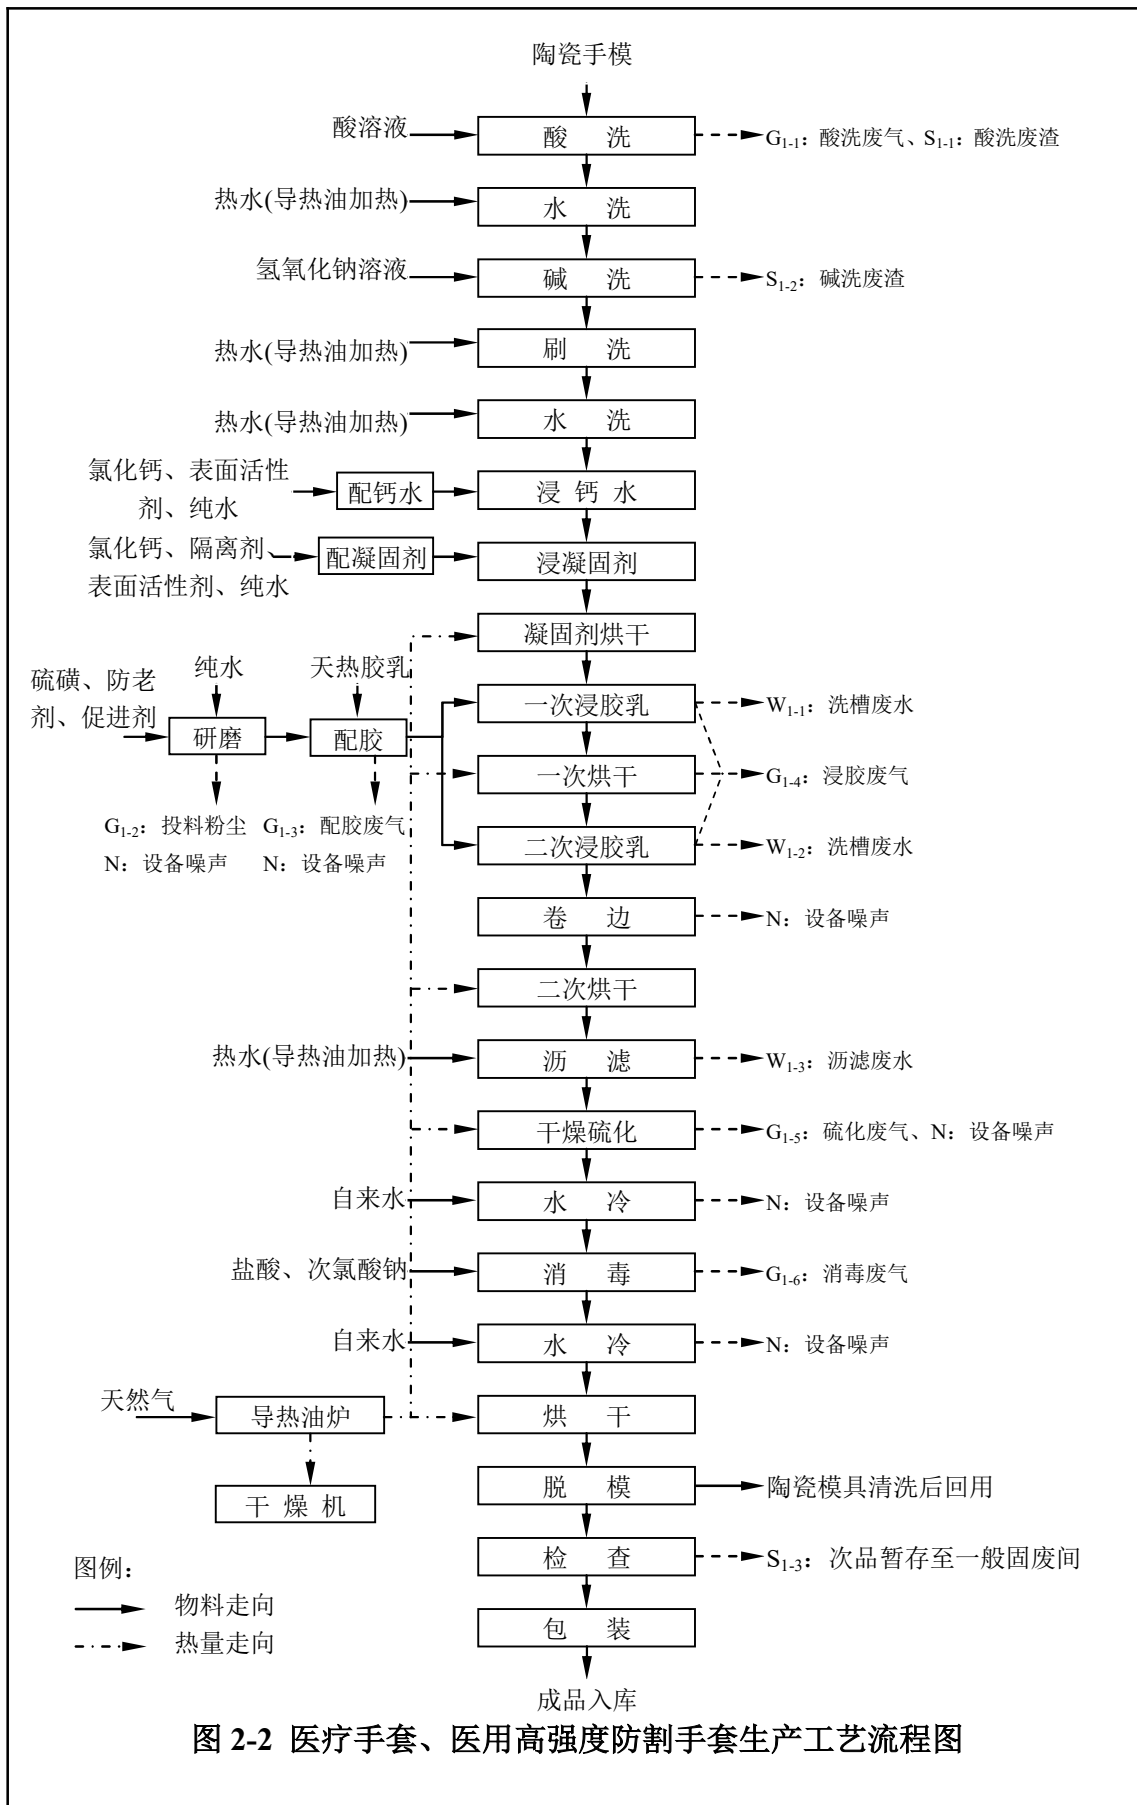 陶瓷手模
酸溶液
酸 洗
G1-1：酸洗废气、S1-1：酸洗废渣
热水(导热油加热)
水 洗
氢氧化钠溶液
碱 洗
S1-2：碱洗废渣
热水(导热油加热)
刷 洗
热水(导热油加热)
水 洗
氯化钙、表面活性
剂、纯水
配钙水
浸 钙 水
氯化钙、隔离剂、
表面活性剂、纯水
配凝固剂
浸凝固剂
凝固剂烘干
硫磺、防老
剂、促进剂
纯水
天热胶乳
研磨
配胶
一次浸胶乳
W1-1：洗槽废水
一次烘干
G1-4：浸胶废气
G1-2：投料粉尘
N：设备噪声
G1-3：配胶废气
N：设备噪声
二次浸胶乳
W1-2：洗槽废水
卷 边
N：设备噪声
二次烘干
热水(导热油加热)
沥 滤
W1-3：沥滤废水
干燥硫化
G1-5：硫化废气、N：设备噪声
自来水
水 冷
N：设备噪声
盐酸、次氯酸钠
消 毒
G1-6：消毒废气
自来水
水 冷
N：设备噪声
天然气
导热油炉
烘 干
干 燥 机
脱 模
陶瓷模具清洗后回用
检 查
S1-3：次品暂存至一般固废间
图例：
物料走向
热量走向
包 装
成品入库
图 2-2 医疗手套、医用高强度防割手套生产工艺流程图